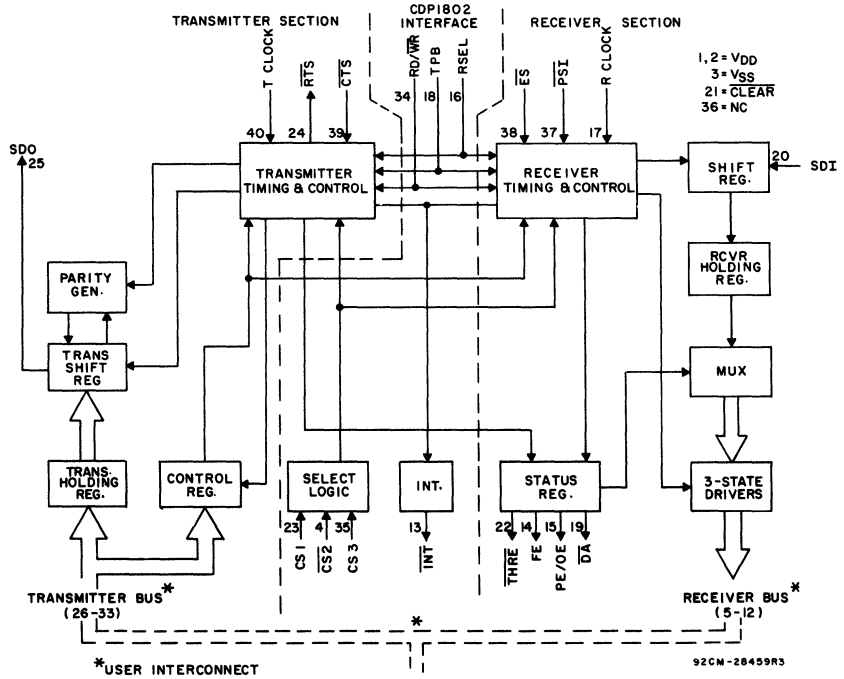 TRANSMITTER SECTION
CDP1802
INTERFACE
RECEIVER SECTION
T CLOCK
RTS
CTS
RD/WR
TPB
RSEL
ES
PSI
R CLOCK
1, 2 = VDD
3 = VSS
21 = CLEAR
36 = NC
34
18
16
40
24
39
38
37
17
SDO
25
TRANSMITTER
TIMING & CONTROL
RECEIVER
TIMING & CONTROL
SHIFT
REG.
20
SDI
PARITY
GEN.
RCVR
HOLDING
REG.
TRANS
SHIFT
REG
MUX
TRANS.
HOLDING
REG.
CONTROL
REG.
SELECT
LOGIC
INT.
STATUS
REG.
3-STATE
DRIVERS
23
4
35
13
22
14
15
19
CS1
CS2
CS3
INT
THRE
FE
PE/OE
DA
TRANSMITTER BUS*
(26-33)
RECEIVER BUS*
(5-12)
*
*USER INTERCONNECT
92CM-28459R3